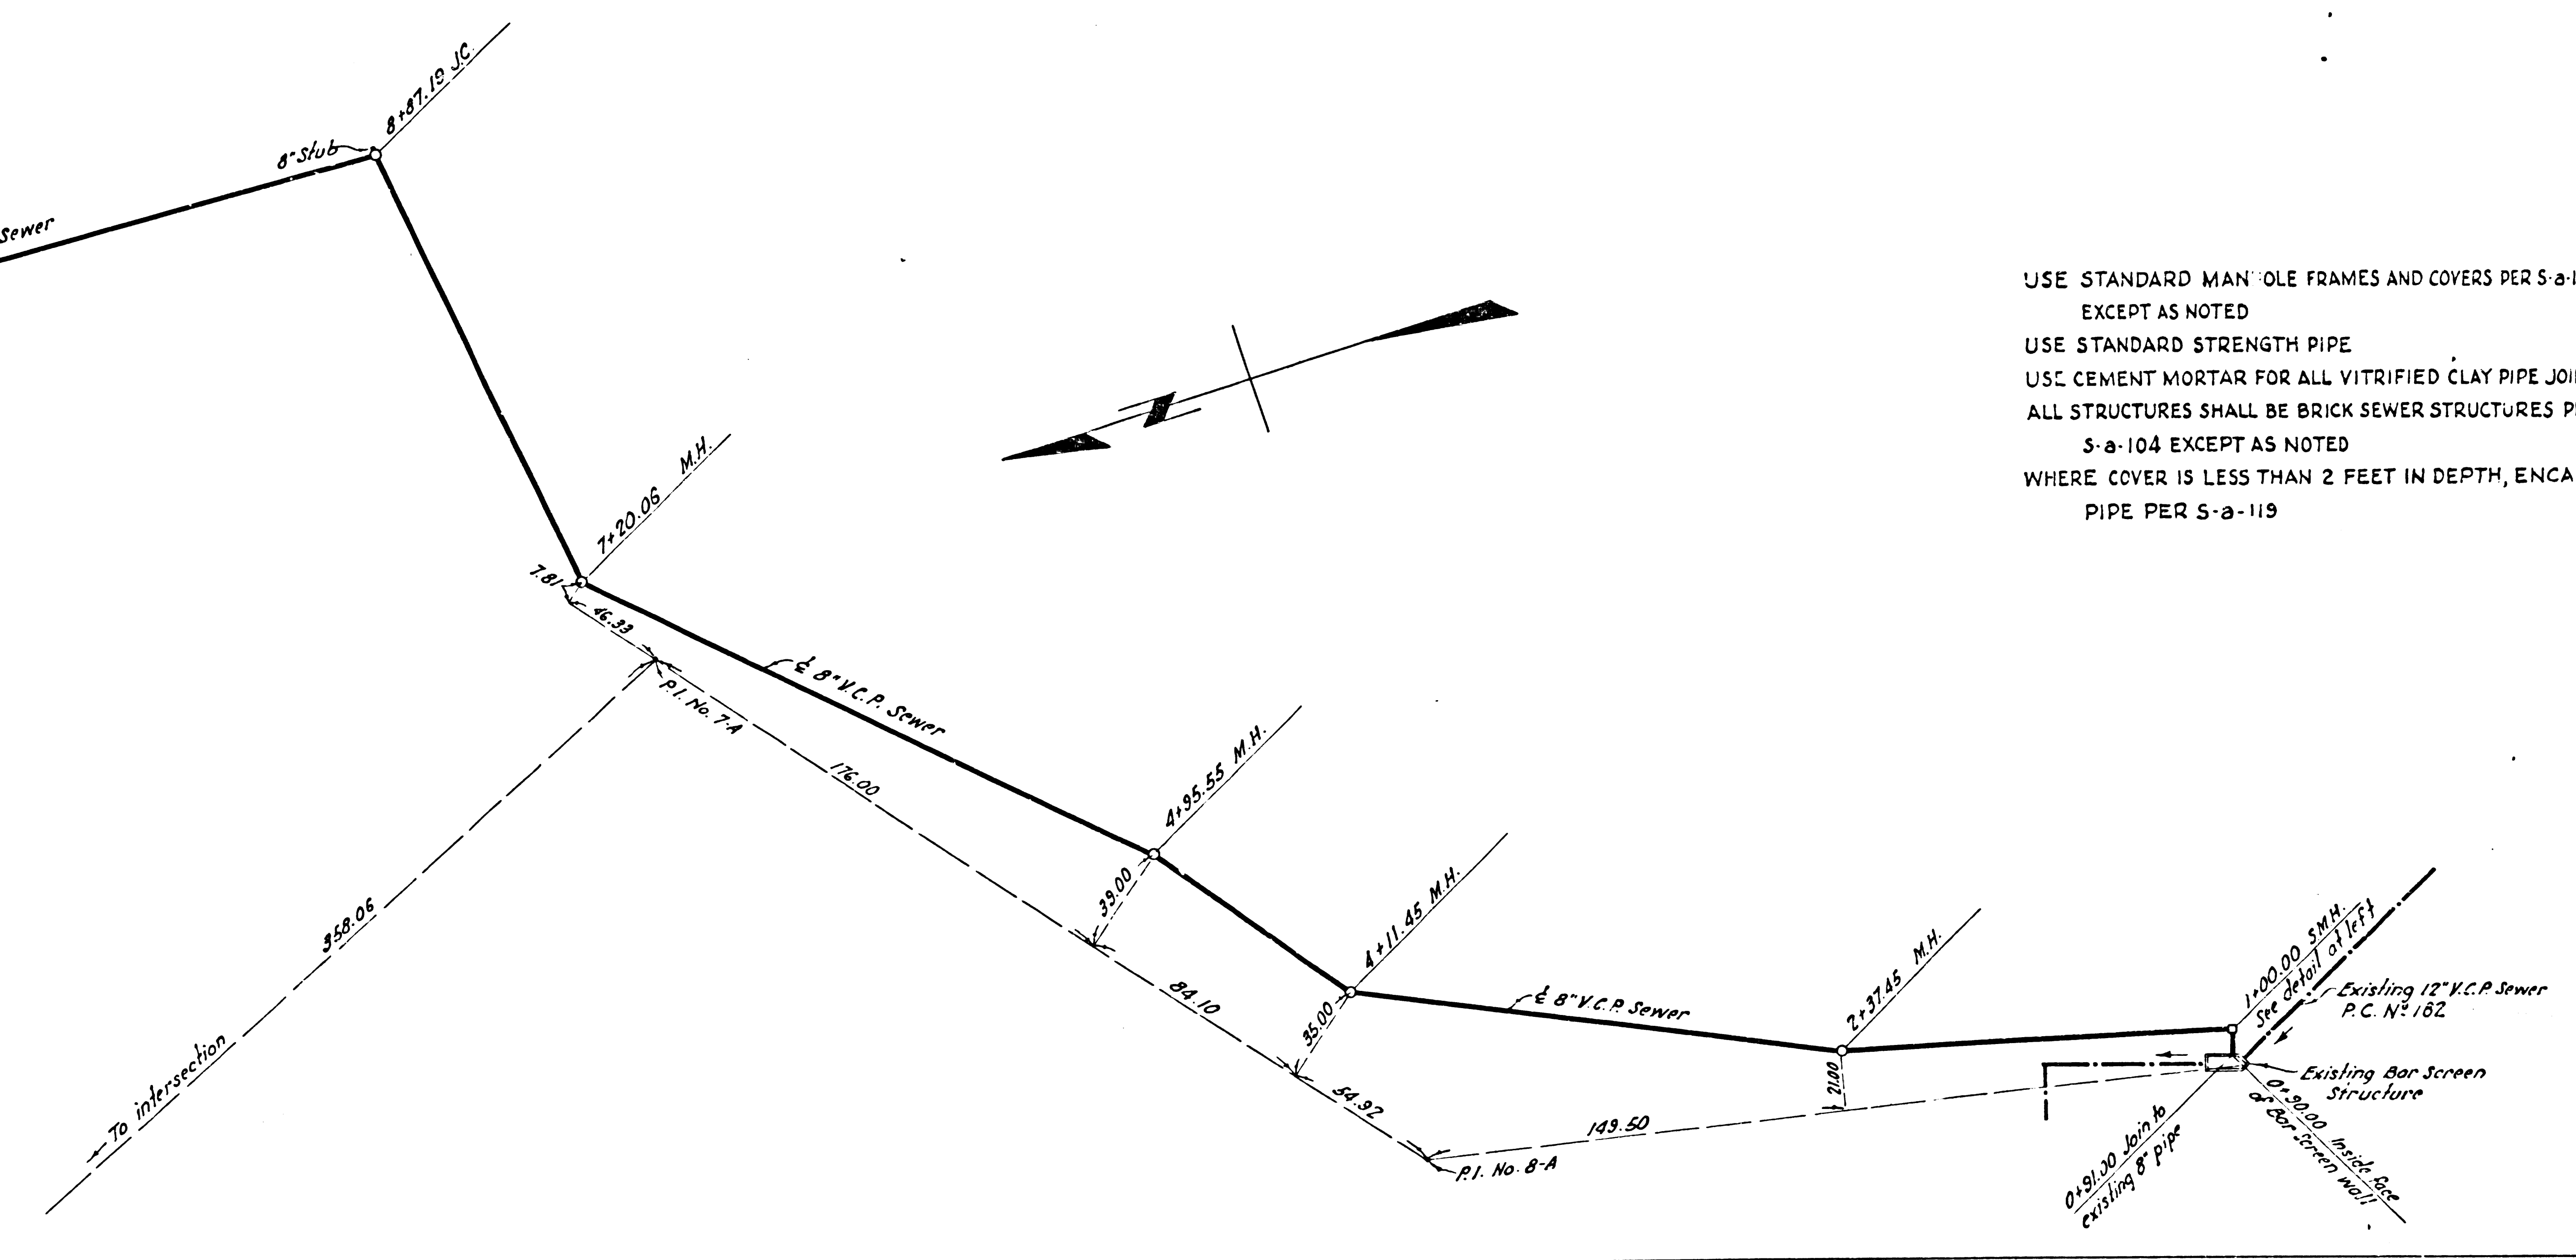 8+87.19 J.C.
8" Stub
Sewer
USE STANDARD MAN OLE FRAMES AND COVERS PER S-a-1
EXCEPT AS NOTED
USE STANDARD STRENGTH PIPE
USE CEMENT MORTAR FOR ALL VITRIFIED CLAY PIPE JOI
ALL STRUCTURES SHALL BE BRICK SEWER STRUCTURES P
S-a-104 EXCEPT AS NOTED
WHERE COVER IS LESS THAN 2 FEET IN DEPTH, ENCA
PIPE PER S-a-119
N
7+20.06 M.H.
7.81
46.33
P.I. No. 7-A
℄ 8" V.C.P. Sewer
176.00
4+95.55 M.H.
39.00
358.06
To intersection
84.10
4+11.45 M.H.
35.00
54.92
P.I. No. 8-A
℄ 8" V.C.P. Sewer
149.50
2+37.45 M.H.
21.00
1+00.00 S.M.H.
See detail at left
Existing 12" V.C.P. Sewer
P.C. Nº 182
Existing Bar Screen
Structure
0+90.00 Inside face
of Bar Screen wall
0+91.00 Join to
existing 8" pipe